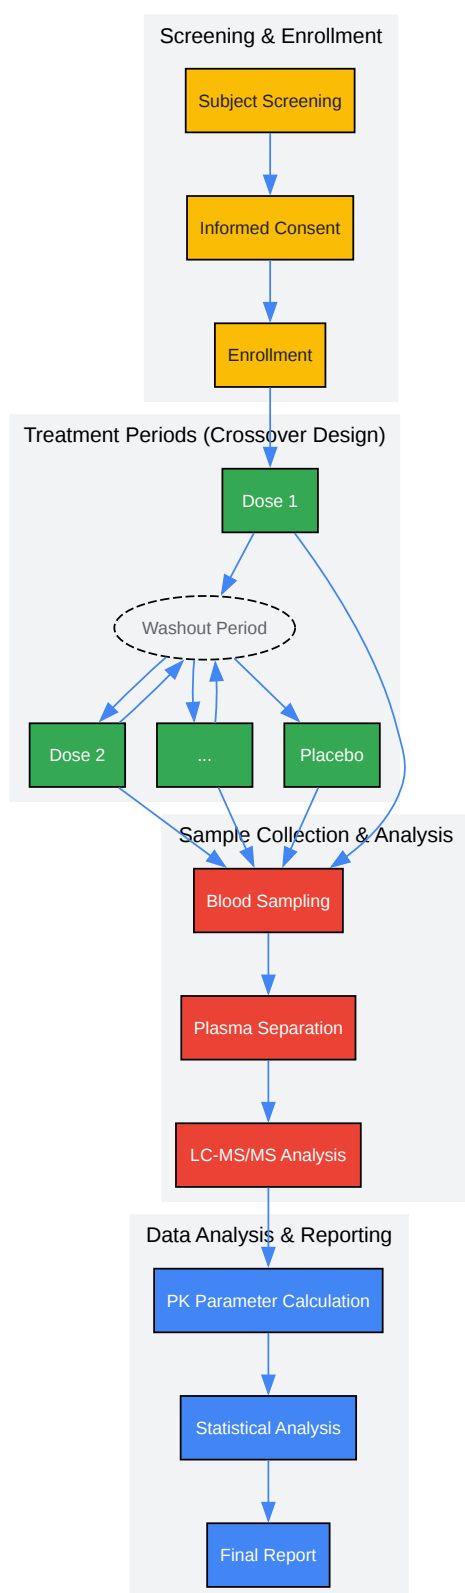 Screening & Enrollment
Subject Screening
Informed Consent
Enrollment
Treatment Periods (Crossover Design)
Dose 1
Washout Period
Dose 2
...
Placebo
Sample Collection & Analysis
Blood Sampling
Plasma Separation
LC-MS/MS Analysis
Data Analysis & Reporting
PK Parameter Calculation
Statistical Analysis
Final Report